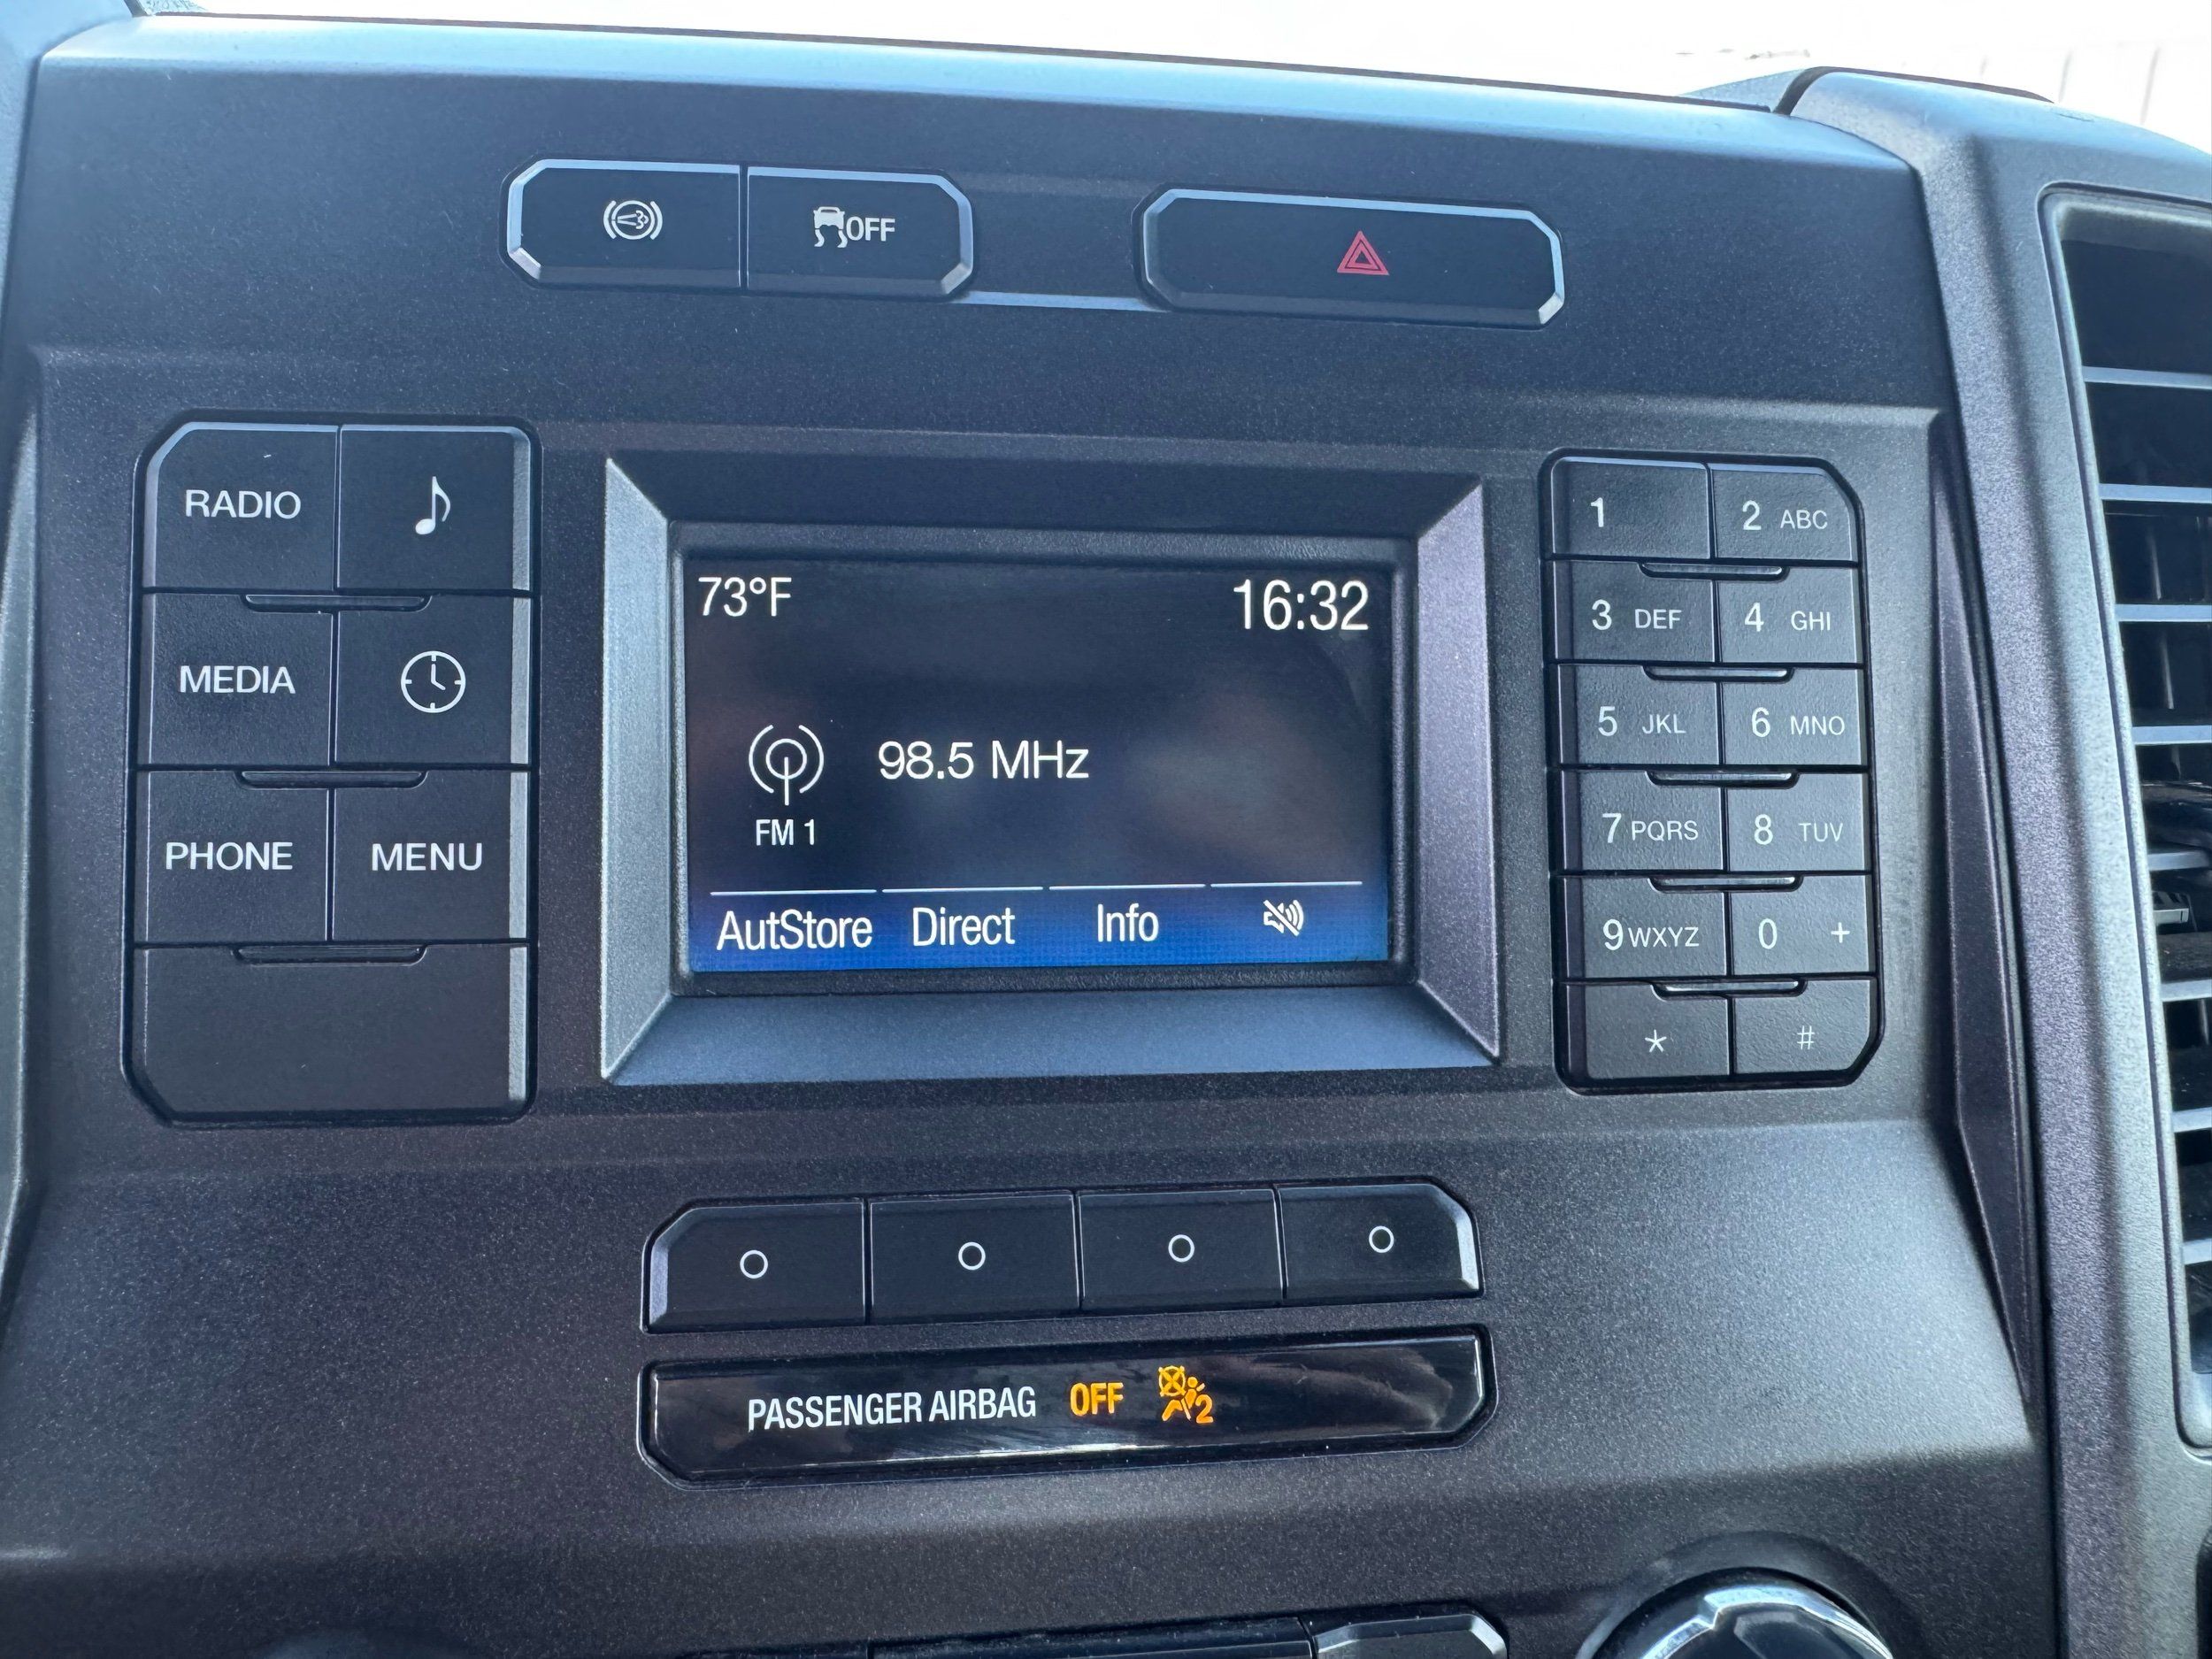 OFF
RADIO
MEDIA
PHONE MENU
73°F 16:32
98.5 MHz
FM 1
AutStore Direct Info
1 2 ABC
3 DEF 4 GHI
5 JKL 6 MNO
7 PQRS 8 TUV
9 WXYZ 0 +
* #
PASSENGER AIRBAG OFF 2